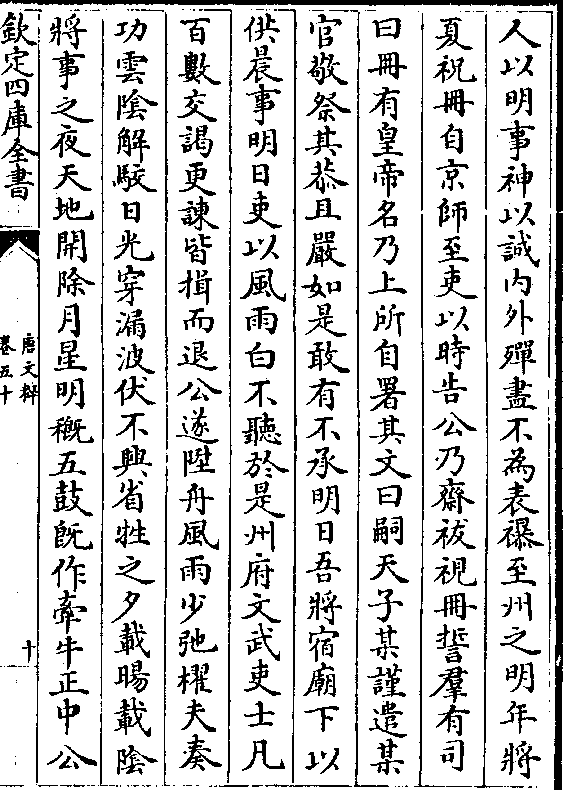 人以明事神以誠内外殫盡不為表襮至州之明年將
夏祝冊自京師至吏以時告公乃齋祓視冊誓羣有司
曰冊有皇帝名乃上所自署其文曰嗣天子某謹遣某
官敬祭其恭且嚴如是敢有不承明日吾將宿廟下以
供晨事明日吏以風雨白不聽於是州府文武吏士凡
百數交謁更諫皆揖而退公遂陞舟風雨少弛櫂夫奏
功雲陰解駁日光穿漏波伏不興省牲之夕載暘載陰
將事之夜天地開除月星明穊五鼓既作牽牛正中公
欽定四庫全書
唐文粹
卷五十
十